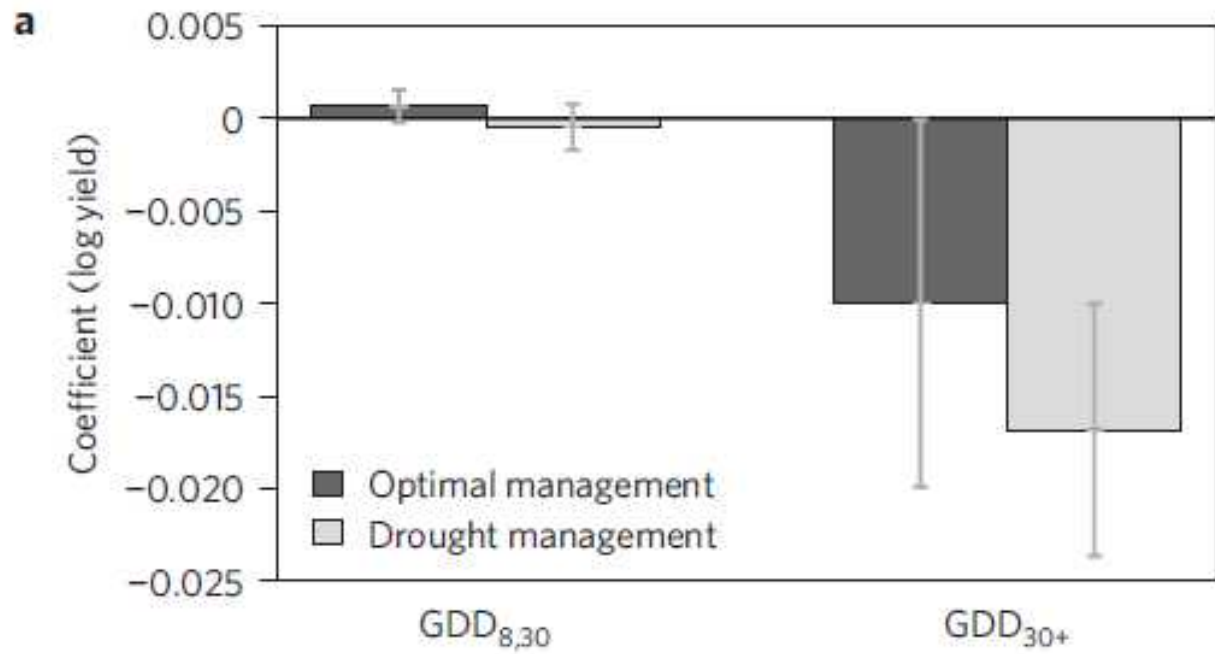 a
Coefficient (log yield)
0.005
0
−0.005
−0.010
−0.015
−0.020
−0.025
Optimal management
Drought management
GDD8,30
GDD30+